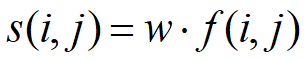 s(i, j) = w · f(i, j)